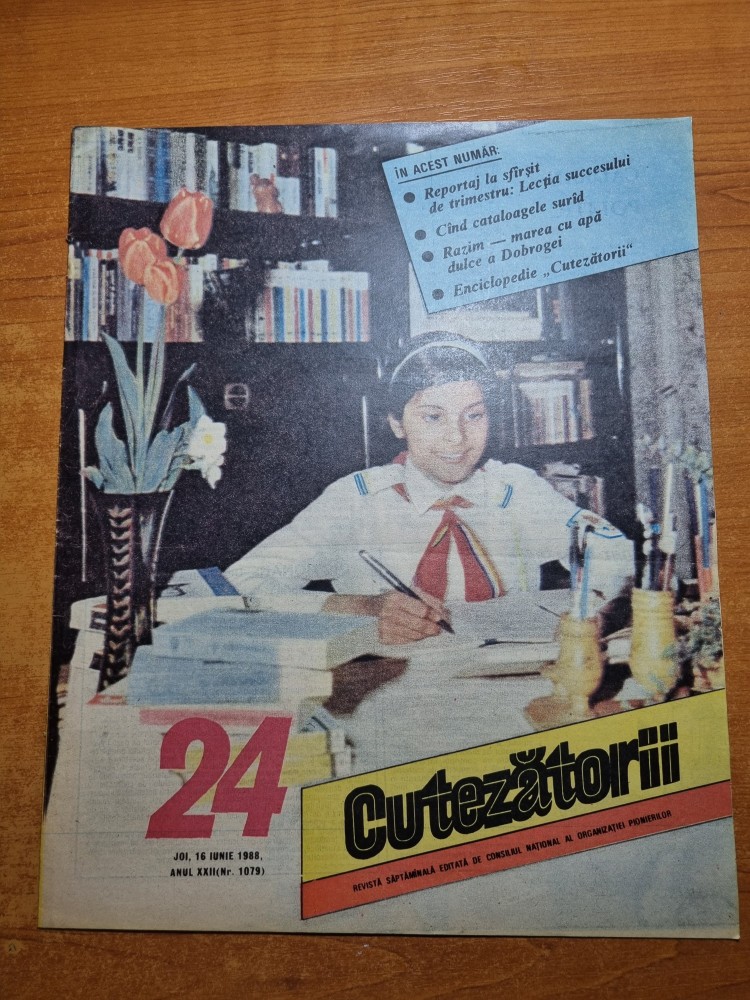 ÎN ACEST NUMĂR:
● Reportaj la sfîrșit
de trimestru: Lecția succesului
● Cînd cataloagele surîd
● Razim — marea cu apă
dulce a Dobrogei
● Enciclopedie „Cutezătorii“
24
JOI, 16 IUNIE 1988,
ANUL XXII (Nr. 1079)
Cutezătorii
REVISTĂ SĂPTĂMÎNALĂ EDITATĂ DE CONSILIUL NAȚIONAL AL ORGANIZAȚIEI PIONIERILOR